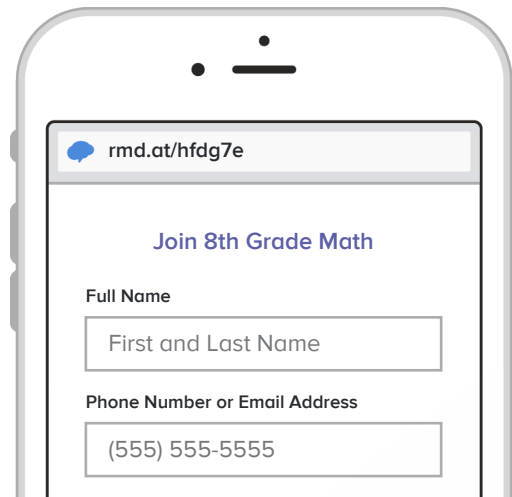 rmd.at/hfdg7e
Join 8th Grade Math
Full Name
First and Last Name
Phone Number or Email Address
(555) 555-5555